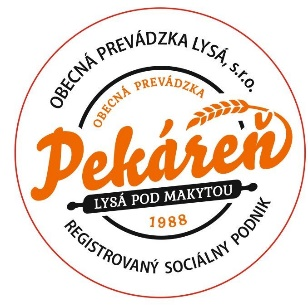 OBECNÁ PREVÁDZKA LYSÁ, s.r.o.
OBECNÁ PREVÁDZKA
Pekáreň
LYSÁ POD MAKYTOU
1988
REGISTROVANÝ SOCIÁLNY PODNIK